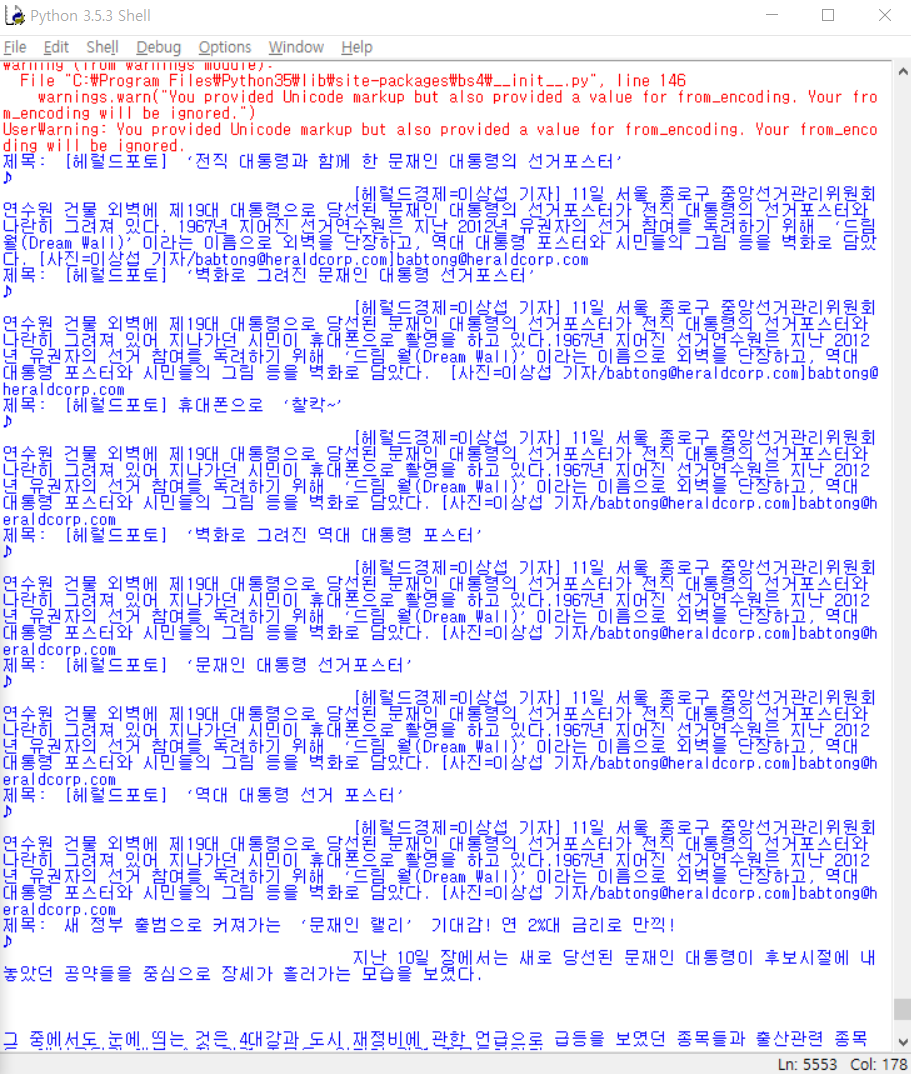 Python 3.5.3 Shell
File Edit Shell Debug Options Window Help
Warning (from warnings module):
File "C:₩Program Files₩Python35₩lib₩site-packages₩bs4₩__init__.py", line 146
warnings.warn("You provided Unicode markup but also provided a value for from_encoding. Your fro
m_encoding will be ignored.")
UserWarning: You provided Unicode markup but also provided a value for from_encoding. Your from_enco
ding will be ignored.
제목: [헤럴드포토] ‘전직 대통령과 함께 한 문재인 대통령의 선거포스터’
♪
[헤럴드경제=이상섭 기자] 11일 서울 종로구 중앙선거관리위원회
연수원 건물 외벽에 제19대 대통령으로 당선된 문재인 대통령의 선거포스터가 전직 대통령의 선거포스터와
나란히 그려져 있다. 1967년 지어진 선거연수원은 지난 2012년 유권자의 선거 참여를 독려하기 위해 ‘드림
월(Dream Wall)’이라는 이름으로 외벽을 단장하고, 역대 대통령 포스터와 시민들의 그림 등을 벽화로 담았
다. [사진=이상섭 기자/babtong@heraldcorp.com]babtong@heraldcorp.com
제목: [헤럴드포토] ‘벽화로 그려진 문재인 대통령 선거포스터’
♪
[헤럴드경제=이상섭 기자] 11일 서울 종로구 중앙선거관리위원회
연수원 건물 외벽에 제19대 대통령으로 당선된 문재인 대통령의 선거포스터가 전직 대통령의 선거포스터와
나란히 그려져 있어 지나가던 시민이 휴대폰으로 촬영을 하고 있다.1967년 지어진 선거연수원은 지난 2012
년 유권자의 선거 참여를 독려하기 위해 ‘드림 월(Dream Wall)’이라는 이름으로 외벽을 단장하고, 역대
대통령 포스터와 시민들의 그림 등을 벽화로 담았다. [사진=이상섭 기자/babtong@heraldcorp.com]babtong@
heraldcorp.com
제목: [헤럴드포토] 휴대폰으로 ‘찰칵~’
♪
[헤럴드경제=이상섭 기자] 11일 서울 종로구 중앙선거관리위원회
연수원 건물 외벽에 제19대 대통령으로 당선된 문재인 대통령의 선거포스터가 전직 대통령의 선거포스터와
나란히 그려져 있어 지나가던 시민이 휴대폰으로 촬영을 하고 있다.1967년 지어진 선거연수원은 지난 2012
년 유권자의 선거 참여를 독려하기 위해 ‘드림 월(Dream Wall)’이라는 이름으로 외벽을 단장하고, 역대
대통령 포스터와 시민들의 그림 등을 벽화로 담았다. [사진=이상섭 기자/babtong@heraldcorp.com]babtong@h
eraldcorp.com
제목: [헤럴드포토] ‘벽화로 그려진 역대 대통령 포스터’
♪
[헤럴드경제=이상섭 기자] 11일 서울 종로구 중앙선거관리위원회
연수원 건물 외벽에 제19대 대통령으로 당선된 문재인 대통령의 선거포스터가 전직 대통령의 선거포스터와
나란히 그려져 있어 지나가던 시민이 휴대폰으로 촬영을 하고 있다.1967년 지어진 선거연수원은 지난 2012
년 유권자의 선거 참여를 독려하기 위해 ‘드림 월(Dream Wall)’이라는 이름으로 외벽을 단장하고, 역대
대통령 포스터와 시민들의 그림 등을 벽화로 담았다. [사진=이상섭 기자/babtong@heraldcorp.com]babtong@h
eraldcorp.com
제목: [헤럴드포토] ‘문재인 대통령 선거포스터’
♪
[헤럴드경제=이상섭 기자] 11일 서울 종로구 중앙선거관리위원회
연수원 건물 외벽에 제19대 대통령으로 당선된 문재인 대통령의 선거포스터가 전직 대통령의 선거포스터와
나란히 그려져 있어 지나가던 시민이 휴대폰으로 촬영을 하고 있다.1967년 지어진 선거연수원은 지난 2012
년 유권자의 선거 참여를 독려하기 위해 ‘드림 월(Dream Wall)’이라는 이름으로 외벽을 단장하고, 역대
대통령 포스터와 시민들의 그림 등을 벽화로 담았다. [사진=이상섭 기자/babtong@heraldcorp.com]babtong@h
eraldcorp.com
제목: [헤럴드포토] ‘역대 대통령 선거 포스터’
♪
[헤럴드경제=이상섭 기자] 11일 서울 종로구 중앙선거관리위원회
연수원 건물 외벽에 제19대 대통령으로 당선된 문재인 대통령의 선거포스터가 전직 대통령의 선거포스터와
나란히 그려져 있어 지나가던 시민이 휴대폰으로 촬영을 하고 있다.1967년 지어진 선거연수원은 지난 2012
년 유권자의 선거 참여를 독려하기 위해 ‘드림 월(Dream Wall)’이라는 이름으로 외벽을 단장하고, 역대
대통령 포스터와 시민들의 그림 등을 벽화로 담았다. [사진=이상섭 기자/babtong@heraldcorp.com]babtong@h
eraldcorp.com
제목: 새 정부 출범으로 커져가는 ‘문재인 랠리’ 기대감! 연 2%대 금리로 만끽!
♪
지난 10일 장에서는 새로 당선된 문재인 대통령이 후보시절에 내
놓았던 공약들을 중심으로 장세가 흘러가는 모습을 보였다.
그 중에서도 눈에 띄는 것은 4대강과 도시 재정비에 관한 언급으로 급등을 보였던 종목들과 출산관련 종목
Ln: 5553 Col: 178